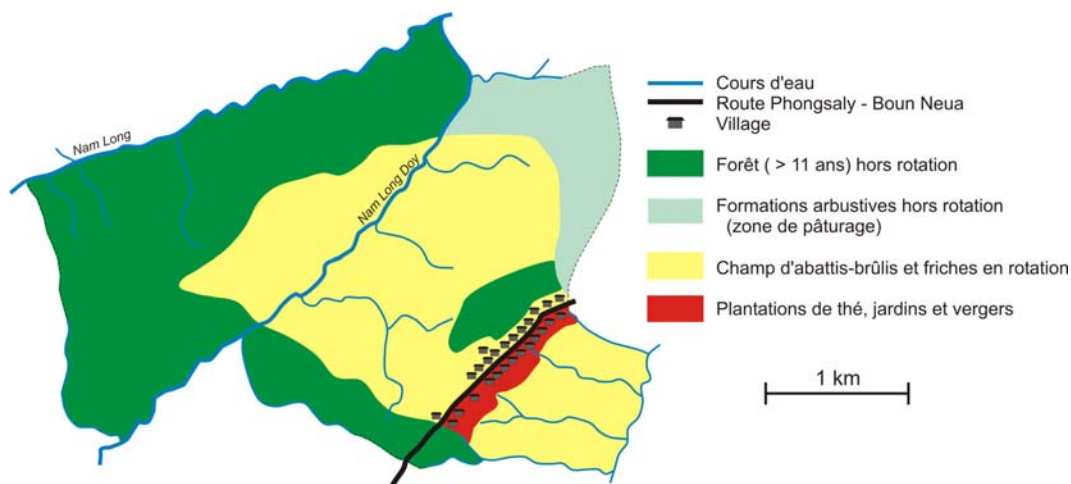 Nam Long
Nam Long Doy
Cours d'eau
Route Phongsaly - Boun Neua
Village
Forêt ( > 11 ans) hors rotation
Formations arbustives hors rotation
(zone de pâturage)
Champ d'abattis-brûlis et friches en rotation
Plantations de thé, jardins et vergers
1 km